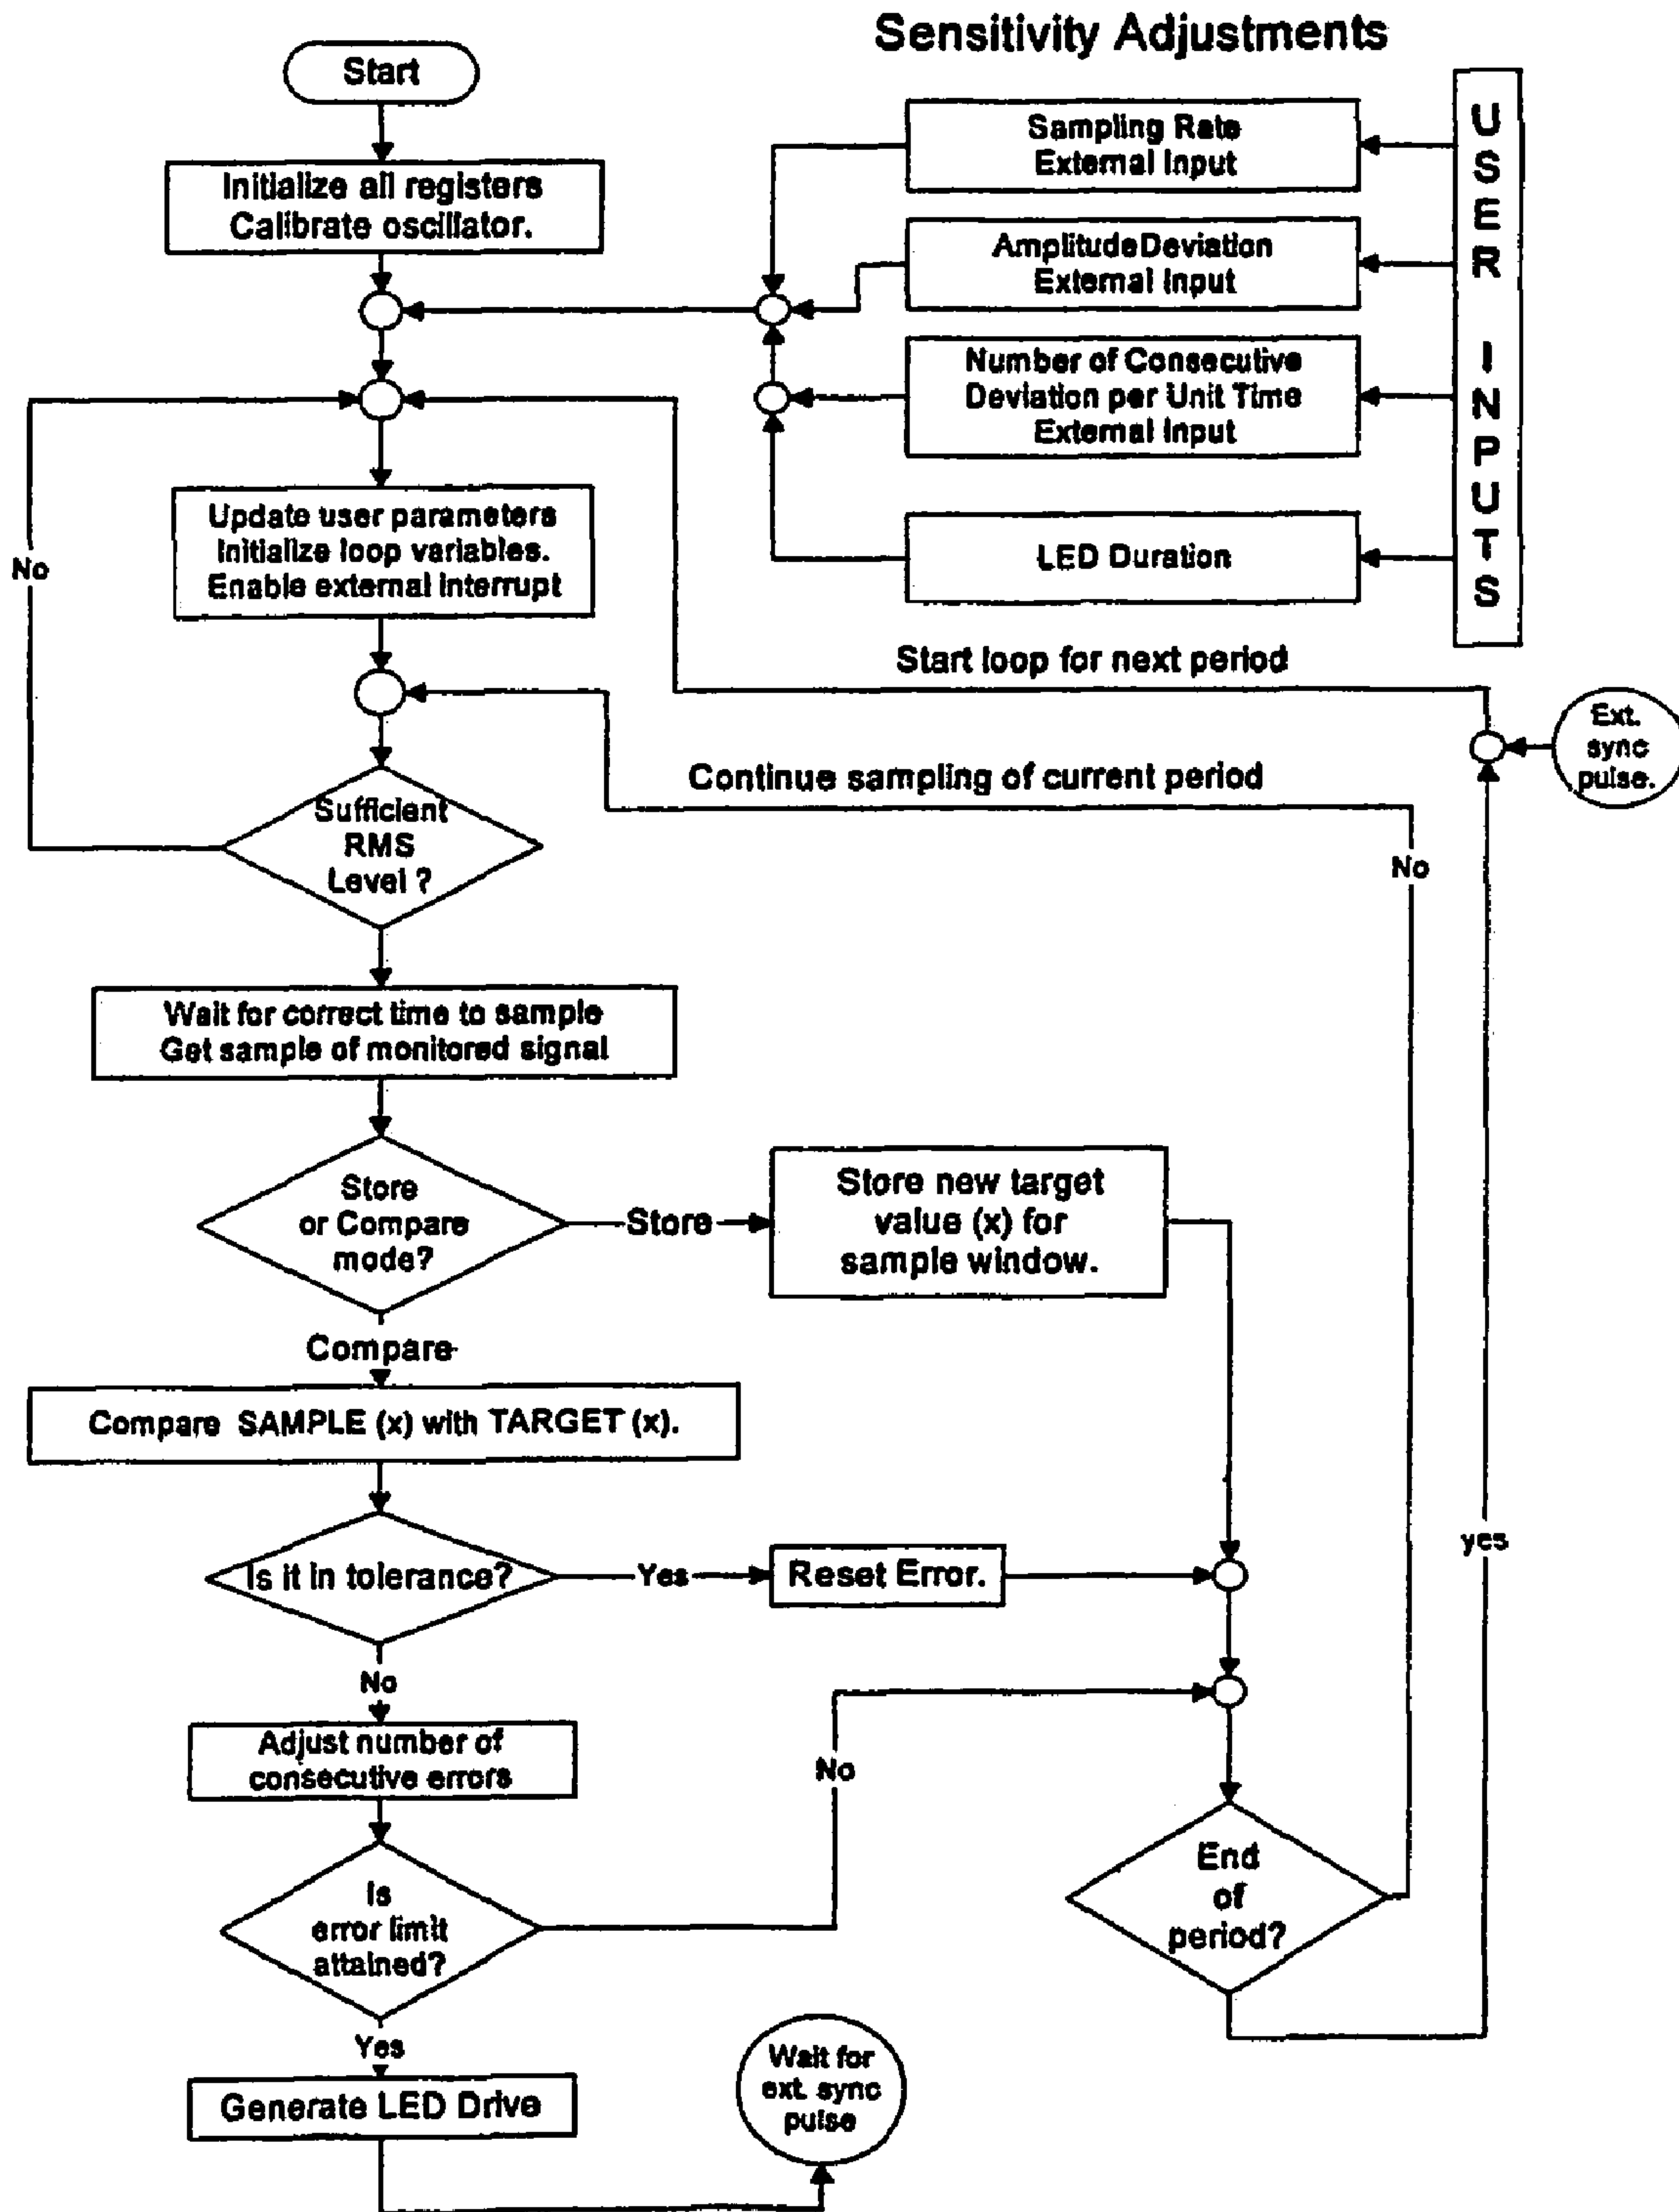 Sensitivity Adjustments
Start
Initialize all registers
Calibrate oscillator.
Sampling Rate
External Input
Amplitude Deviation
External Input
Number of Consecutive
Deviation per Unit Time
External Input
LED Duration
USER INPUTS
Update user parameters
Initialize loop variables.
Enable external interrupt
No
Start loop for next period
Ext.
sync
pulse.
Continue sampling of current period
Sufficient
RMS
Level ?
No
Wait for correct time to sample
Get sample of monitored signal
Store
or Compare
mode?
Store
Store new target
value (x) for
sample window.
Compare
Compare SAMPLE (x) with TARGET (x).
Is it in tolerance?
Yes
Reset Error.
yes
No
Adjust number of
consecutive errors
No
Is
error limit
attained?
End
of
period?
Yes
Generate LED Drive
Wait for
ext. sync
pulse